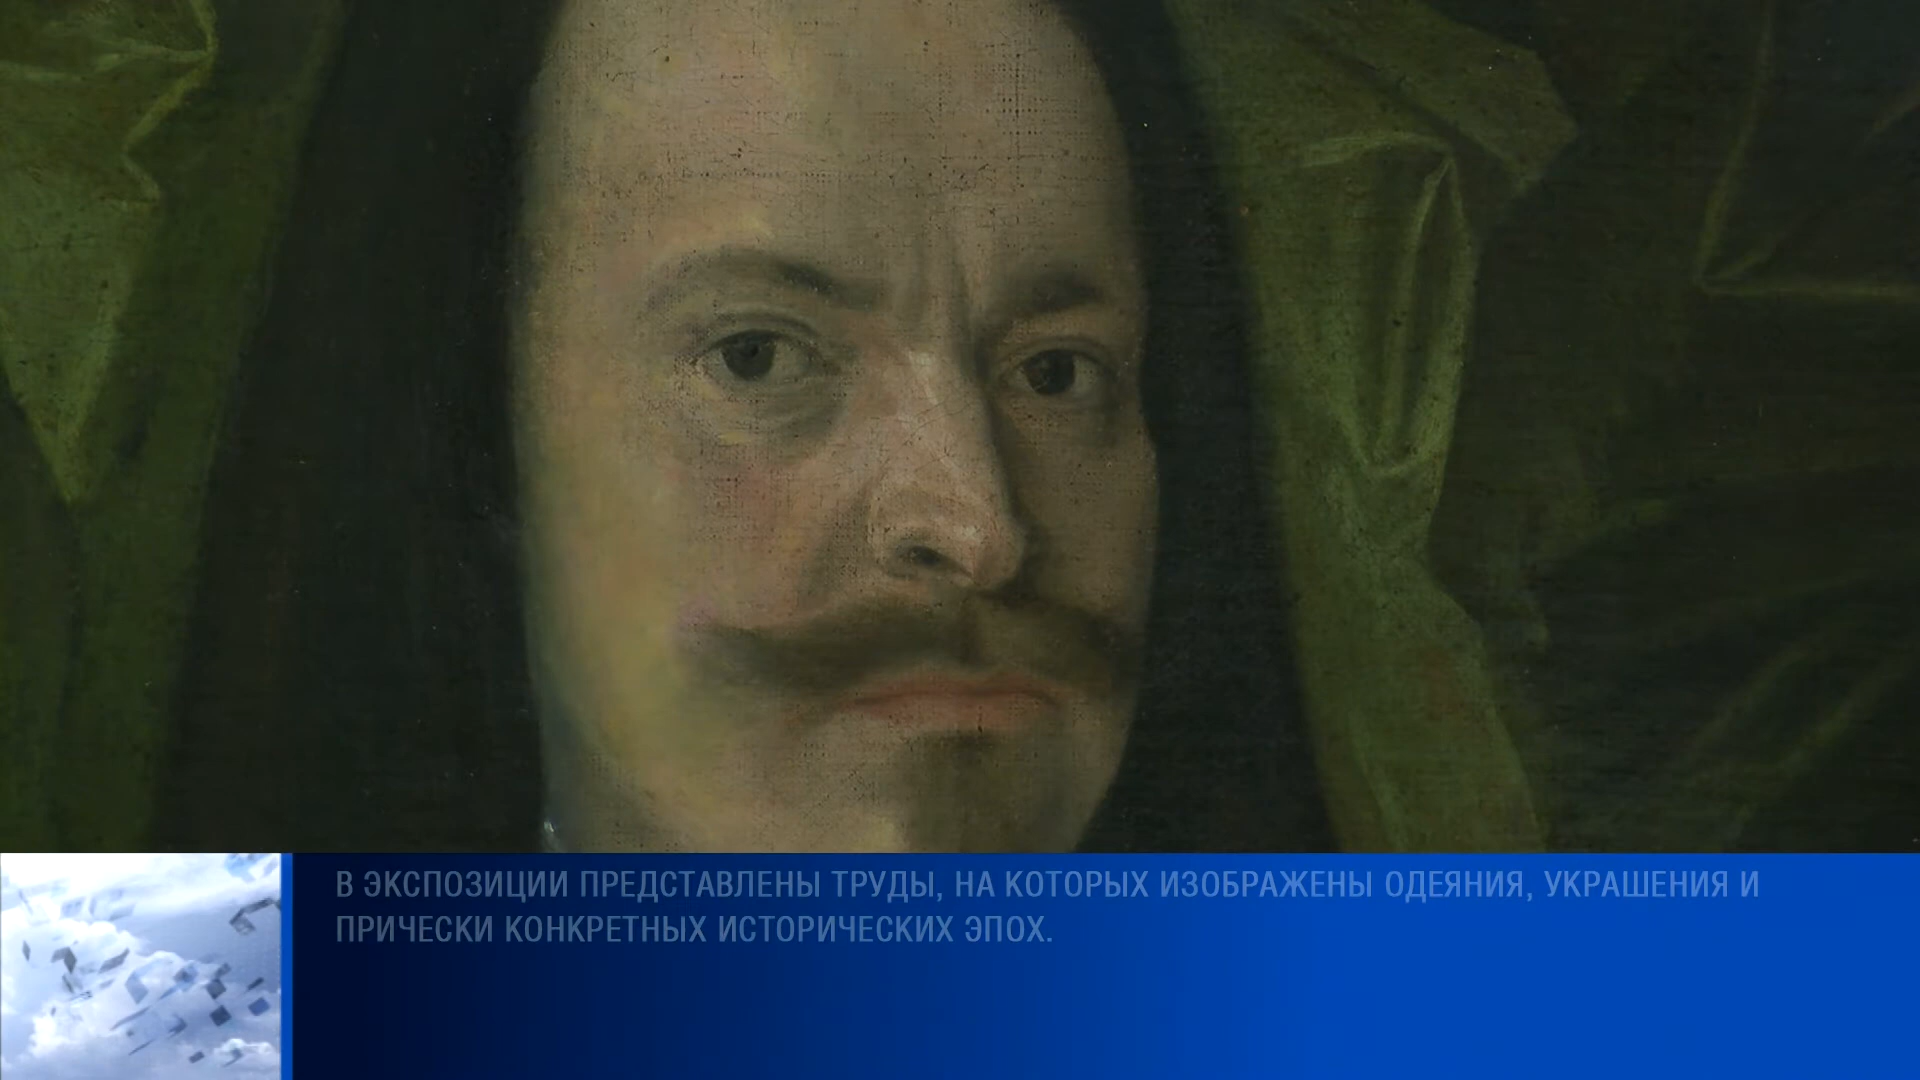 В ЭКСПОЗИЦИИ ПРЕДСТАВЛЕНЫ ТРУДЫ, НА КОТОРЫХ ИЗОБРАЖЕНЫ ОДЕЯНИЯ, УКРАШЕНИЯ И
ПРИЧЕСКИ КОНКРЕТНЫХ ИСТОРИЧЕСКИХ ЭПОХ.